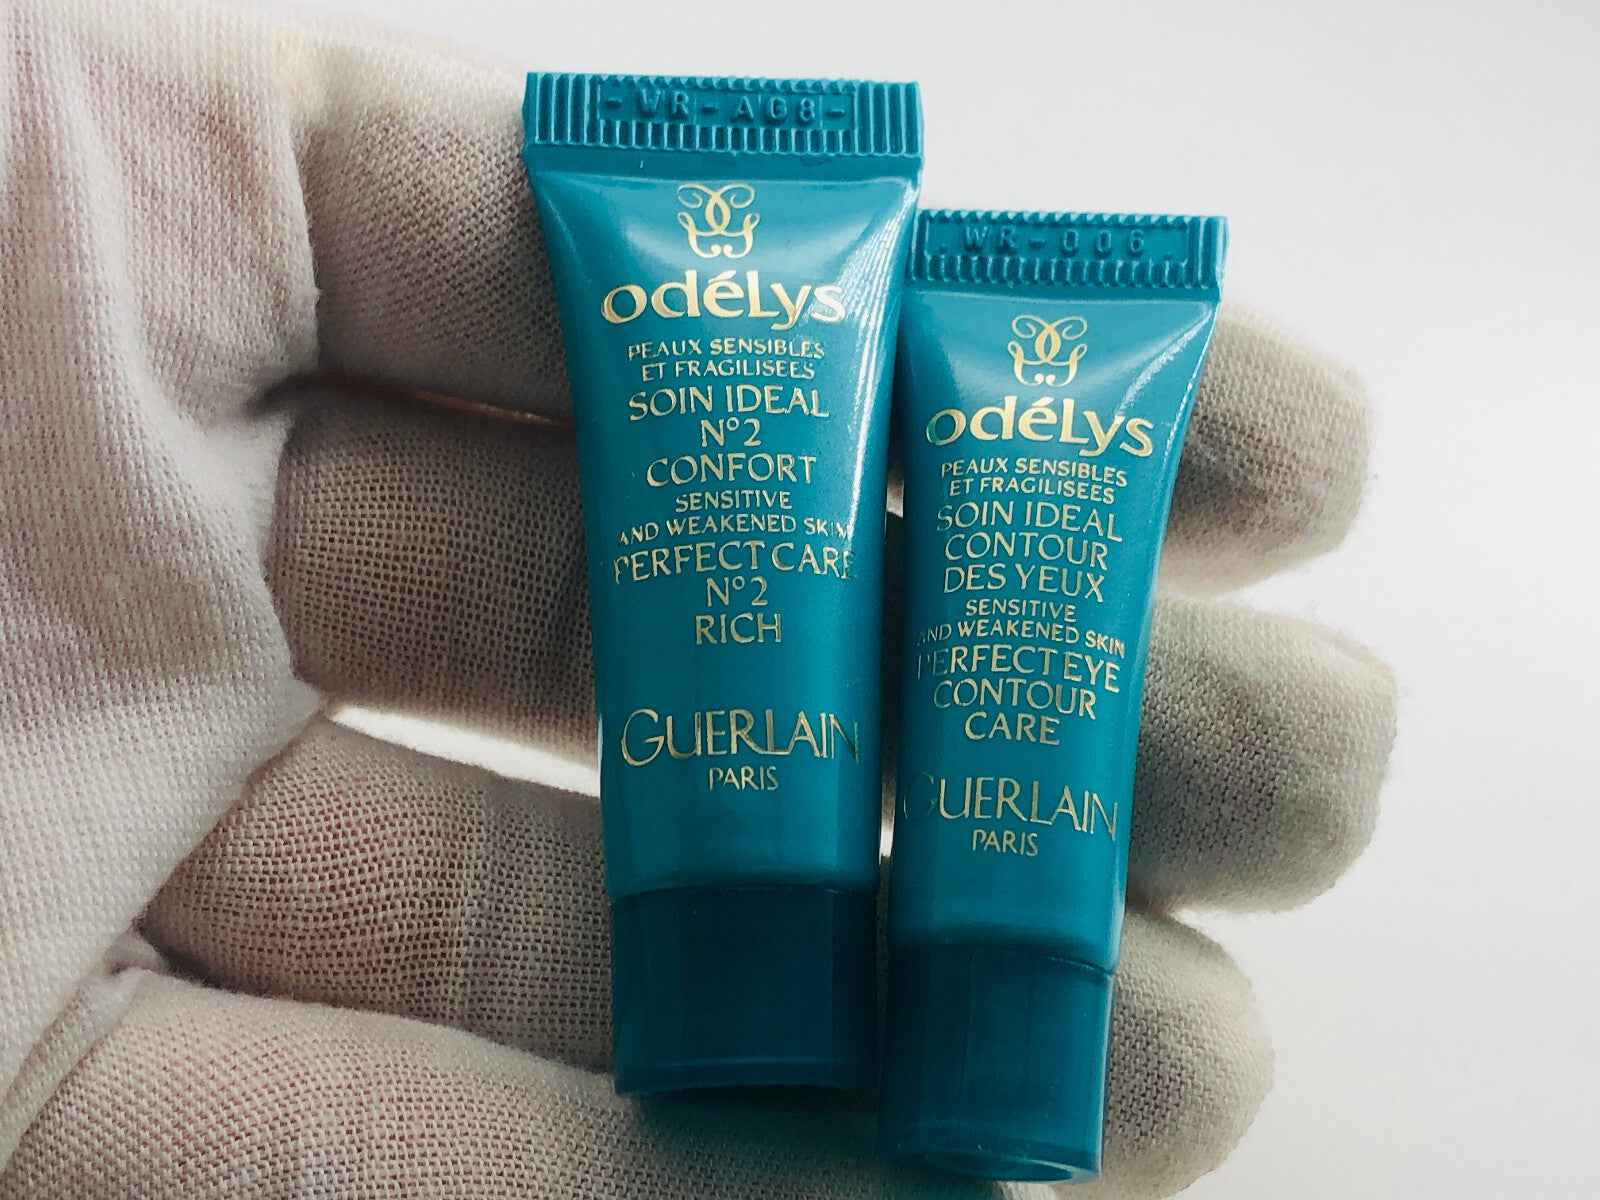 -WR-AG8-
odéLys
PEAUX SENSIBLES
ET FRAGILISEES
SOIN IDEAL
N°2
CONFORT
SENSITIVE
AND WEAKENED SKIN
PERFECT CARE
N°2
RICH
GUERLAIN
PARIS
.WR-006.
odéLys
PEAUX SENSIBLES
ET FRAGILISEES
SOIN IDEAL
CONTOUR
DES YEUX
SENSITIVE
AND WEAKENED SKIN
PERFECT EYE
CONTOUR
CARE
GUERLAIN
PARIS